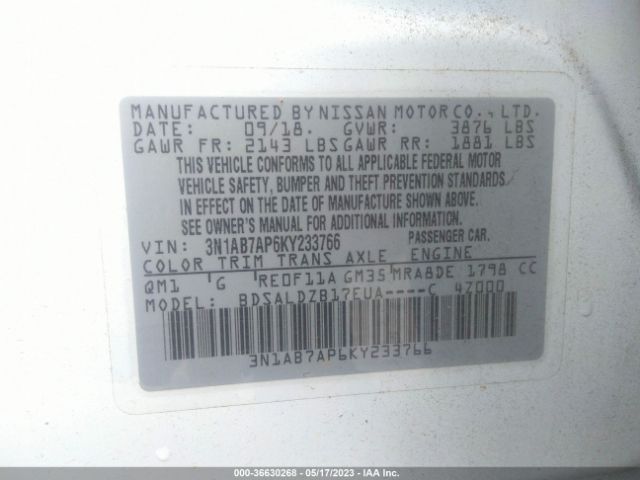 MANUFACTURED BY NISSAN MOTOR CO., LTD.
DATE: 09/18. GVWR: 3876 LBS
GAWR FR: 2143 LBS GAWR RR: 1881 LBS
THIS VEHICLE CONFORMS TO ALL APPLICABLE FEDERAL MOTOR
VEHICLE SAFETY, BUMPER AND THEFT PREVENTION STANDARDS
IN EFFECT ON THE DATE OF MANUFACTURE SHOWN ABOVE.
SEE OWNER'S MANUAL FOR ADDITIONAL INFORMATION.
VIN: 3N1AB7AP6KY233766 PASSENGER CAR.
COLOR TRIM TRANS AXLE ENGINE
QM1 G RE0F11A GM35 MRA8DE 1798 CC
MODEL: BDSALDZB17EUA----C 4Z000
3N1AB7AP6KY233766
000-36630268 - 05/17/2023 - IAA Inc.